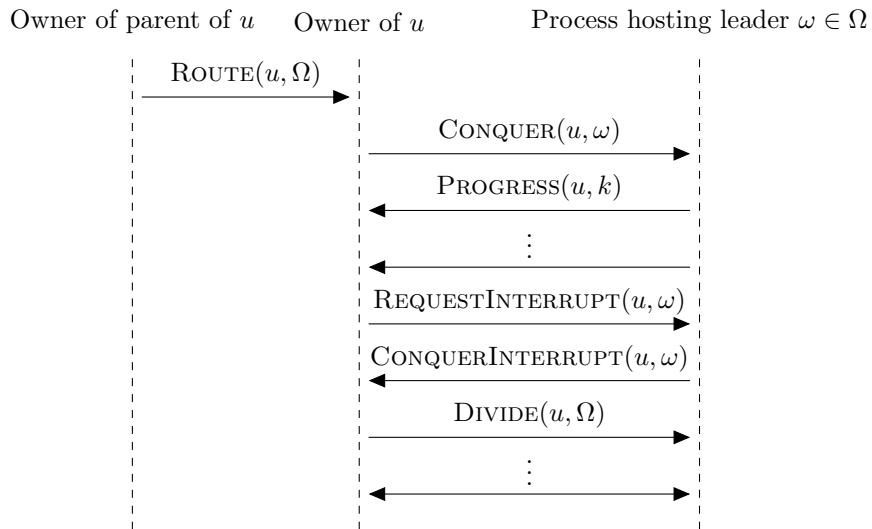 Owner of parent of u Owner of u Process hosting leader ω ∈ Ω
ROUTE(u, Ω)
CONQUER(u, ω)
PROGRESS(u, k)
⋮
REQUESTINTERRUPT(u, ω)
CONQUERINTERRUPT(u, ω)
DIVIDE(u, Ω)
⋮